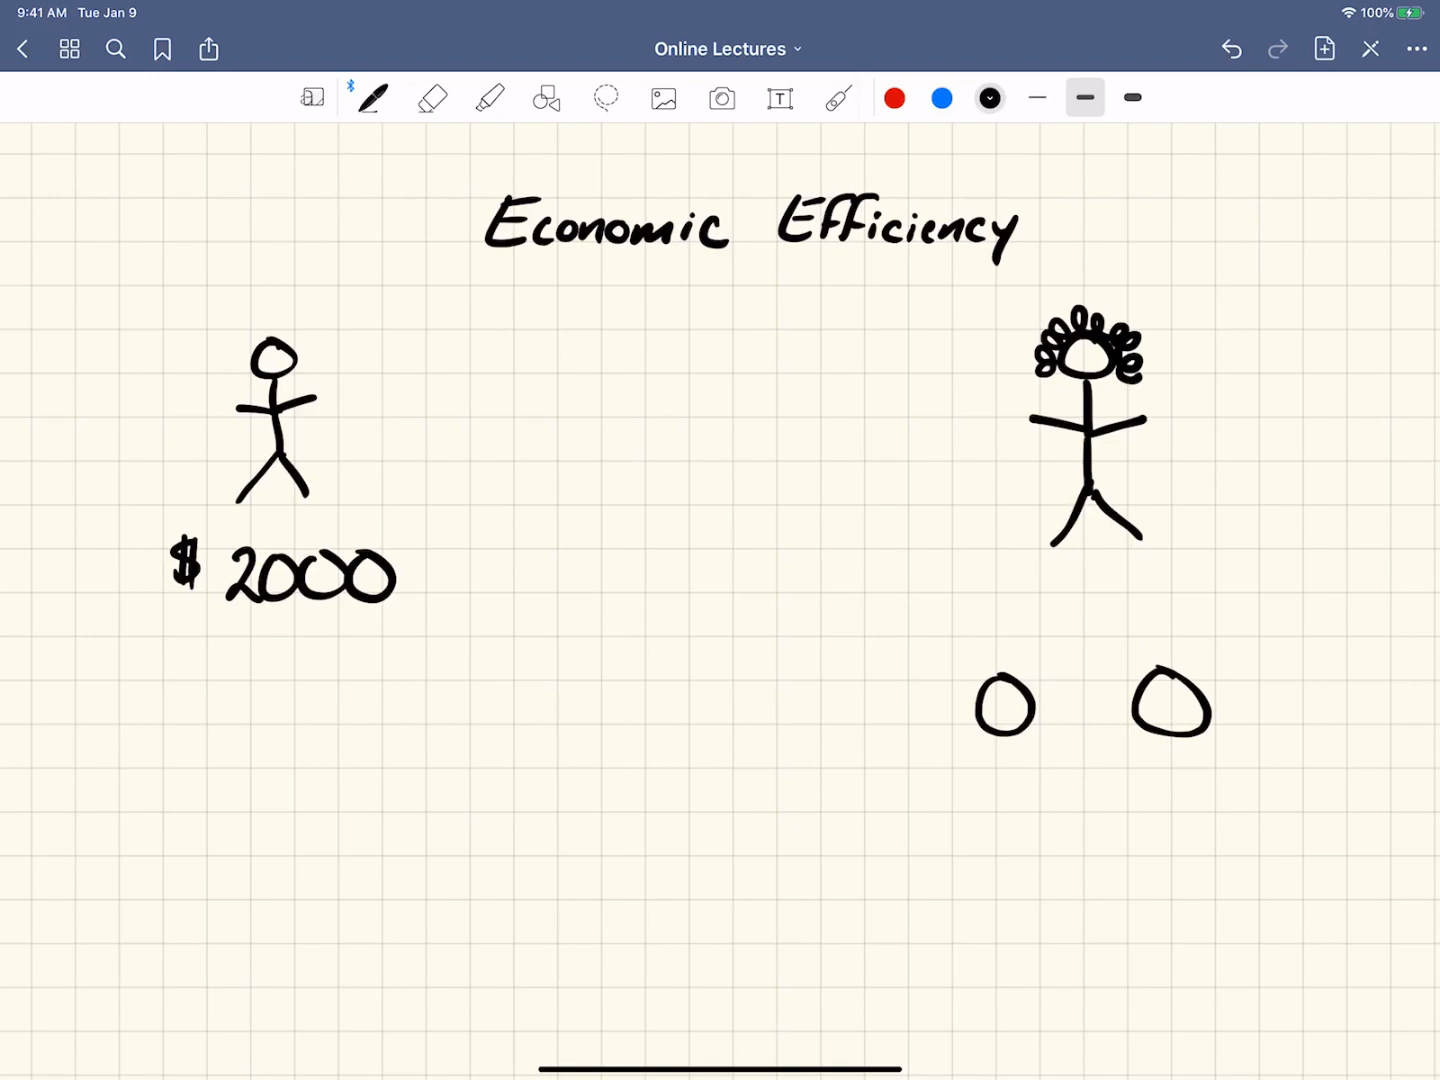 9:41 AM Tue Jan 9
100%
Online Lectures
T
Economic Efficiency
$ 2000